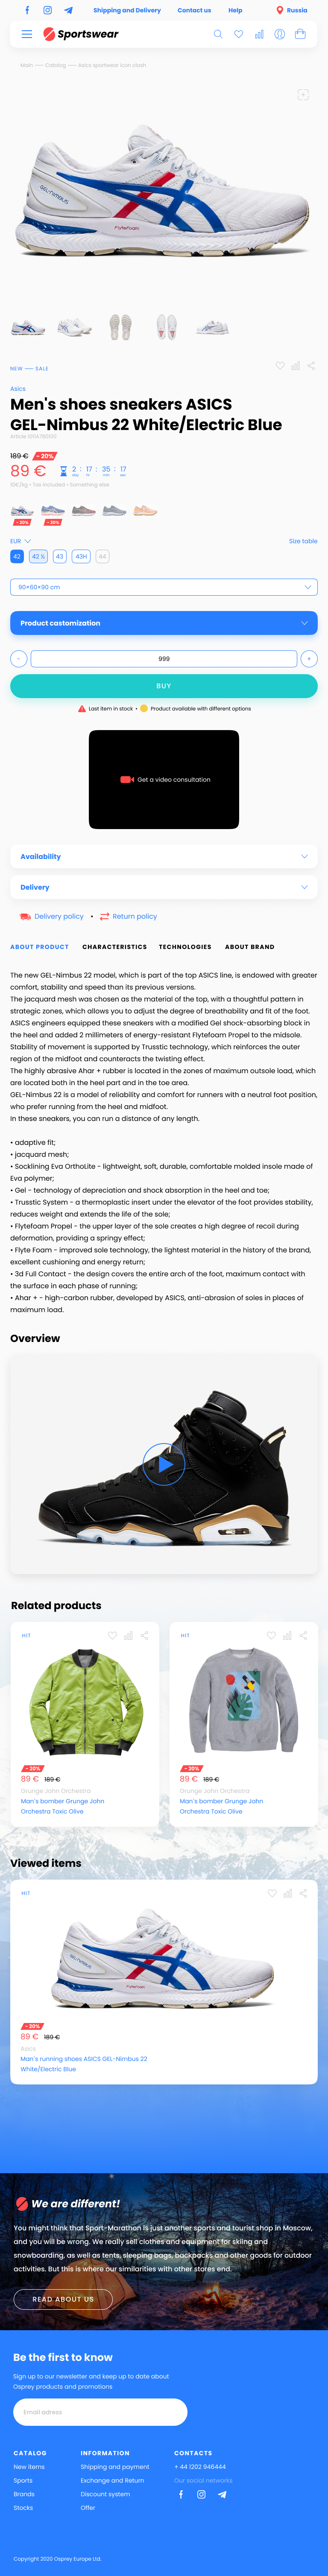 Shipping and Delivery Contact us Help Russia
Sportswear
Main Catalog Asics sportwear Icon cloth
NEW SALE
Asics
Men's shoes sneakers ASICS
GEL-Nimbus 22 White/Electric Blue
89 € - 20%
89 € 2 : 17 : 35 : 17
- 20% - 20%
EUR Size table
42 42 ½ 43 43H 44
90×60×90 cm
Product castomization
- 999 +
BUY
Last item in stock • Product available with different options
Get a video consultation
Availability
Delivery
Delivery policy • Return policy
ABOUT PRODUCT CHARACTERISTICS TECHNOLOGIES ABOUT BRAND
The new GEL-Nimbus 22 model, which is part of the top ASICS line, is endowed with greater
comfort, stability and speed than its previous versions.
The jacquard mesh was chosen as the material of the top, with a thoughtful pattern in
strategic zones, which allows you to adjust the degree of breathability and fit of the foot.
ASICS engineers equipped these sneakers with a modified Gel shock-absorbing back in
the heel and added 2 millimeters of energy-resistant Flytefoam Propel to the midsole.
Stability of movement is supported by Trusstic technology, which reinforces the outer
region of the midfoot and counteracts the twisting effect.
The highly abrasive Ahar + rubber is located in the zones of maximum outsole load, which
are located both in the heel part and in the toe area.
GEL-Nimbus 22 is a model of reliability and comfort for runners with a neutral foot position,
who prefer running from the heel and midfoot.
In these sneakers, you can run a distance of any length.
• adaptive fit;
• jacquard mesh;
• Socklining Eva Ortholite - lightweight, soft, durable, comfortable molded insole made of
Eva polymer;
• Gel - technology of depreciation and shock absorption in the heel and toe;
• Trusstic System - a thermoplastic insert under the elevator of the foot provides stability,
reduces weight and extends the life of the sole;
• Flytefoam Propel - the upper layer of the sole creates a high degree of recoil during
deformation, providing a springy effect;
• Flyte Foam - improved sole technology, the lightest material in the history of the brand,
excellent cushioning and energy return;
• 3d Full Contact - the design covers the entire arch of the foot, maximum contact with
the surface in each phase of running;
• Ahar + - high-carbon rubber, developed by ASICS, anti-abrasion of soles in places of
maximum load.
Overview
Related products
HIT HIT
- 20% - 20%
89 € 189 € 89 € 189 €
Grunge John Orchestra Grunge John Orchestra
Man's bomber Grunge John Man's bomber Grunge John
Orchestra Toxic Olive Orchestra Toxic Olive
Viewed items
HIT
- 20%
89 € 189 €
Asics
Man's running shoes ASICS GEL-Nimbus 22
White/Electric Blue
We are different!
You might think that Sport-Marathon is just another sports and tourist shop in Moscow,
and you will be wrong. We really sell clothes and equipment for skiing and
snowboarding, as well as tents, sleeping bags, backpacks and other goods for outdoor
activities. But this is where our similarities with other stores end.
READ ABOUT US
Be the first to know
Sign up to our newsletter and keep up to date about
Osprey products and promotions
Email adress
CATALOG INFORMATION CONTACTS
New items Shipping and payment + 44 1202 946444
Sports Exchange and Return Our social networks
Brands Discount system
Stocks Offer
Copyright 2020 Osprey Europe Ltd.